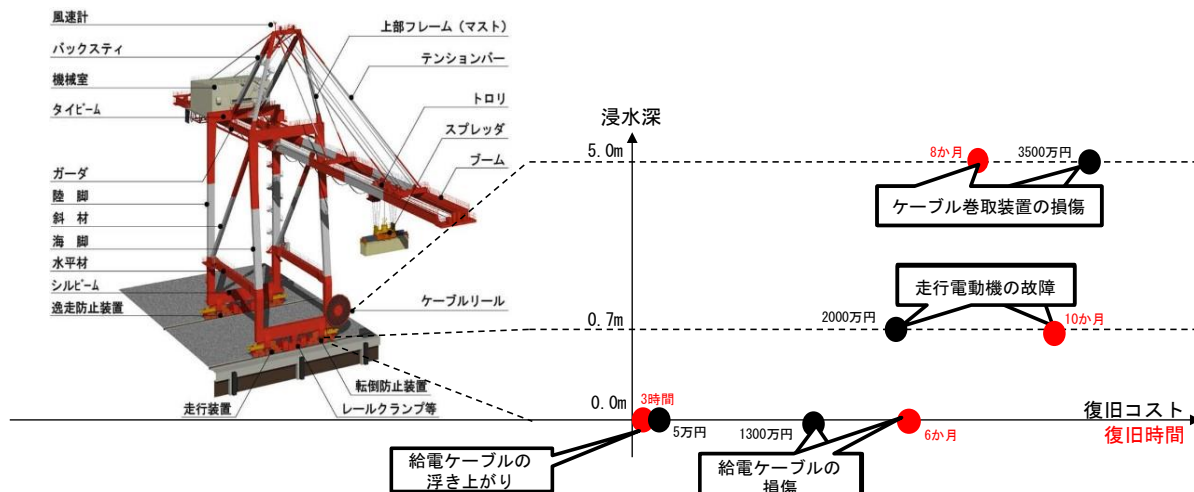 風速計
バックスティ
機械室
タイビーム
ガーダ
陸 脚
斜 材
海 脚
水平材
シルビーム
逸走防止装置
走行装置
レールクランプ等
転倒防止装置
ケーブルリール
上部フレーム（マスト）
テンションバー
トロリ
スプレッダ
ブーム
浸水深
5.0m
8か月
3500万円
ケーブル巻取装置の損傷
走行電動機の故障
0.7m
2000万円
10か月
0.0m
3時間
5万円
1300万円
6か月
復旧コスト
復旧時間
給電ケーブルの
浮き上がり
給電ケーブルの
損傷